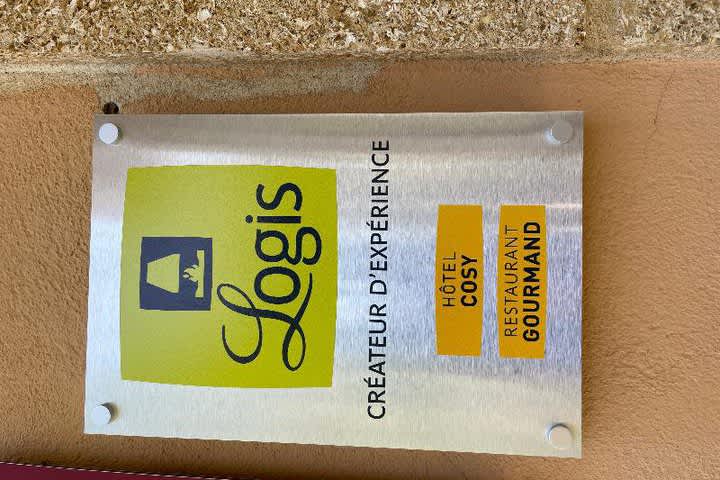 Logis
CRÉATEUR D'EXPÉRIENCE
HÔTEL
COSY
RESTAURANT
GOURMAND